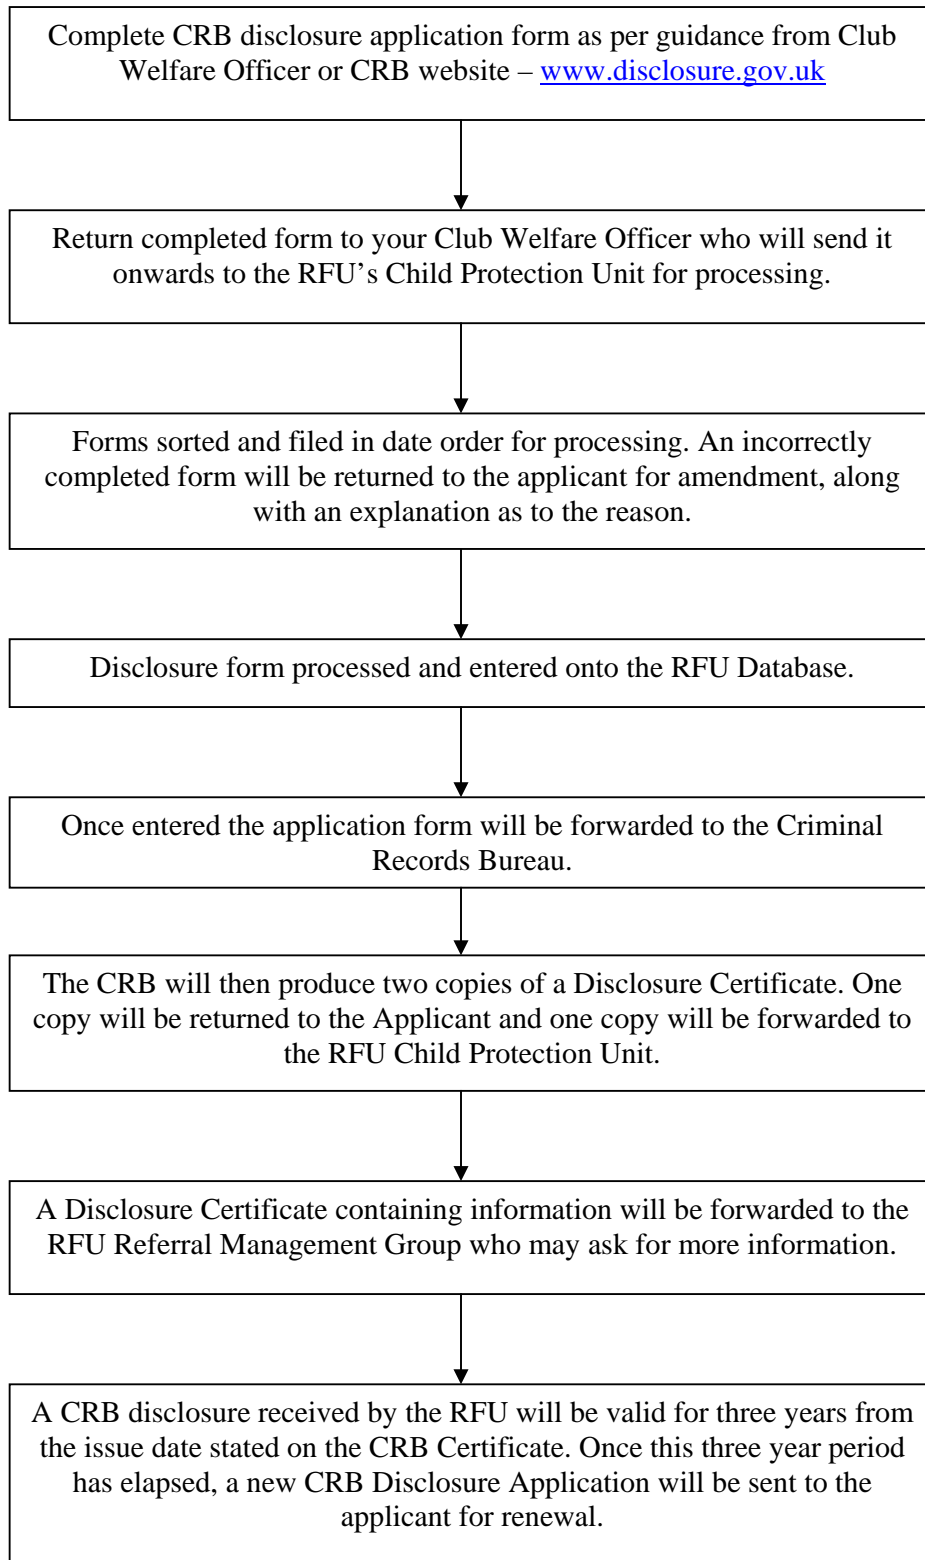 Complete CRB disclosure application form as per guidance from Club
Welfare Officer or CRB website – www.disclosure.gov.uk
Return completed form to your Club Welfare Officer who will send it
onwards to the RFU’s Child Protection Unit for processing.
Forms sorted and filed in date order for processing. An incorrectly
completed form will be returned to the applicant for amendment, along
with an explanation as to the reason.
Disclosure form processed and entered onto the RFU Database.
Once entered the application form will be forwarded to the Criminal
Records Bureau.
The CRB will then produce two copies of a Disclosure Certificate. One
copy will be returned to the Applicant and one copy will be forwarded to
the RFU Child Protection Unit.
A Disclosure Certificate containing information will be forwarded to the
RFU Referral Management Group who may ask for more information.
A CRB disclosure received by the RFU will be valid for three years from
the issue date stated on the CRB Certificate. Once this three year period
has elapsed, a new CRB Disclosure Application will be sent to the
applicant for renewal.